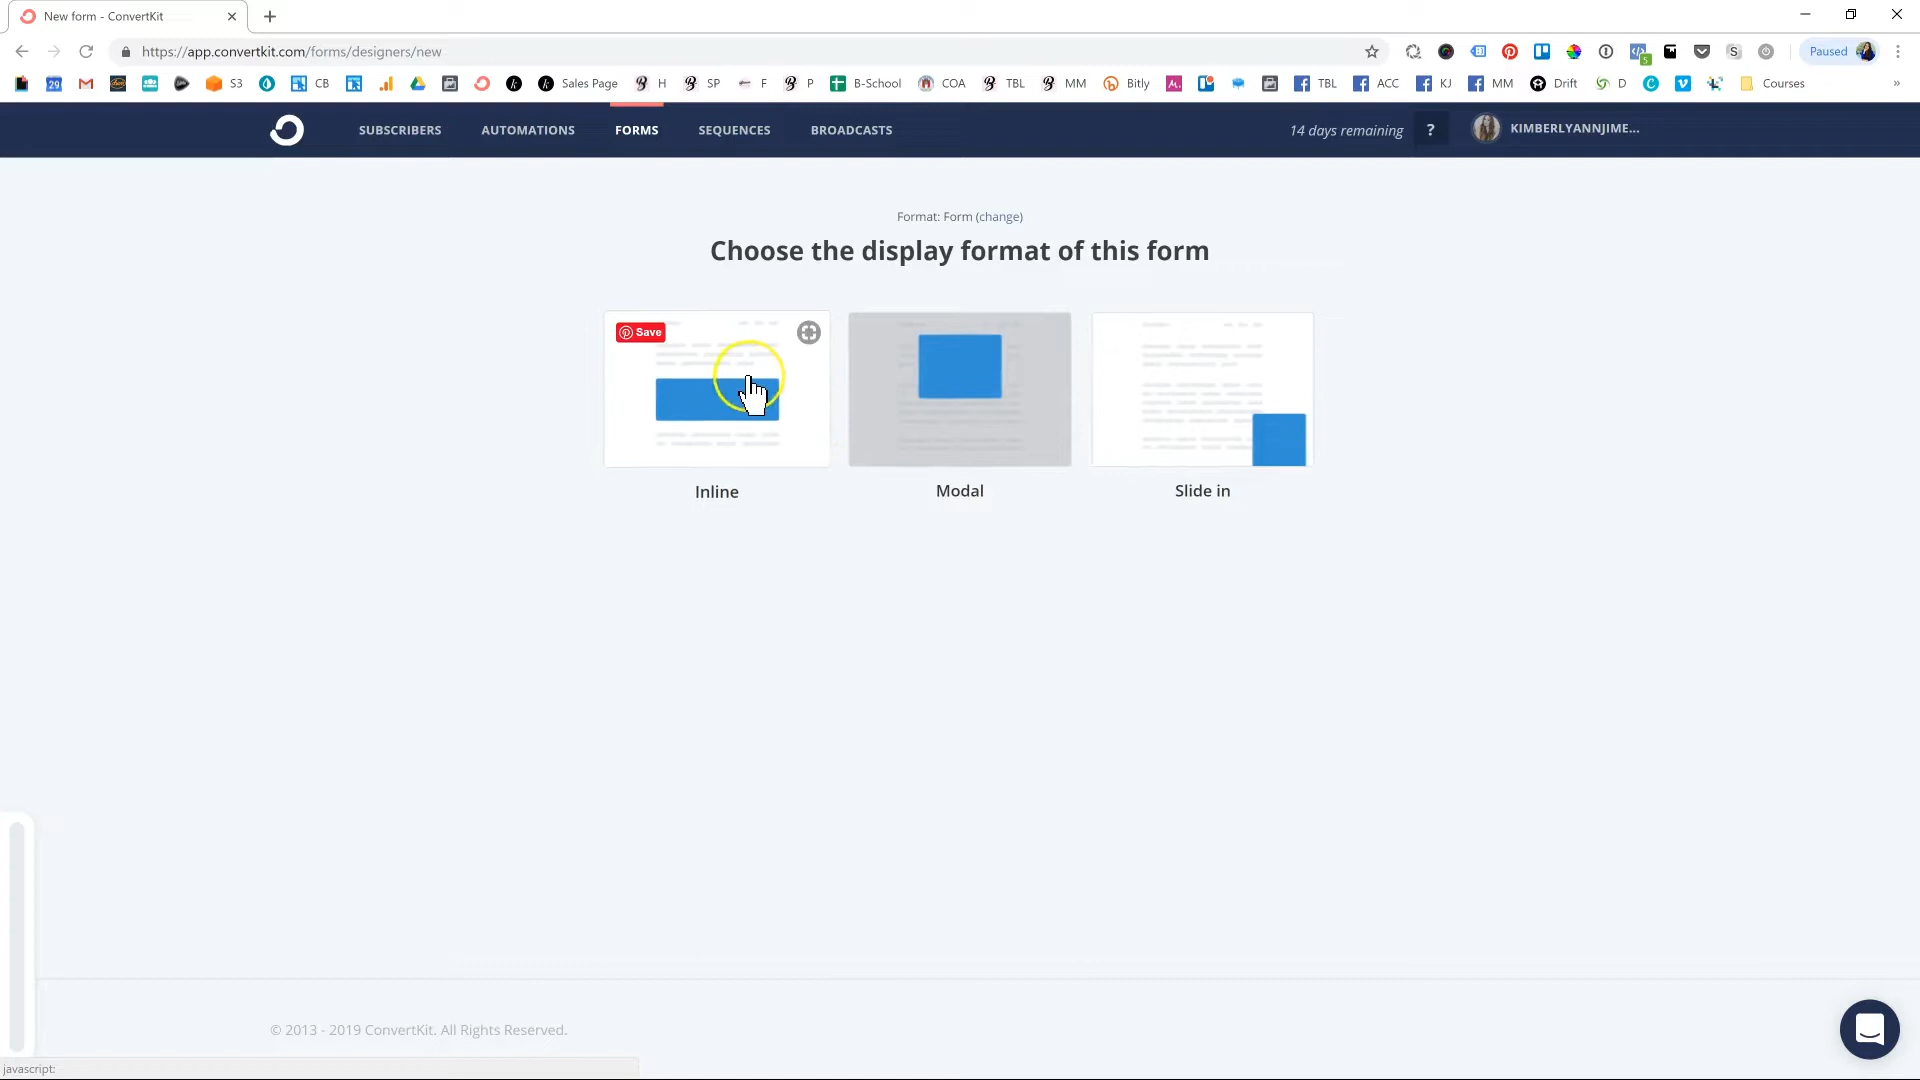 New form - ConvertKit
https://app.convertkit.com/forms/designers/new
5
Paused
29
S3
CB
Sales Page
H
SP
F
P
B-School
COA
TBL
MM
Bitly
TBL
ACC
KJ
MM
Drift
D
Courses
»
SUBSCRIBERS AUTOMATIONS FORMS SEQUENCES BROADCASTS 14 days remaining ? KIMBERLYANNJIME...
Format: Form (change)
Choose the display format of this form
Save
Inline Modal Slide in
© 2013 - 2019 ConvertKit. All Rights Reserved.
javascript: